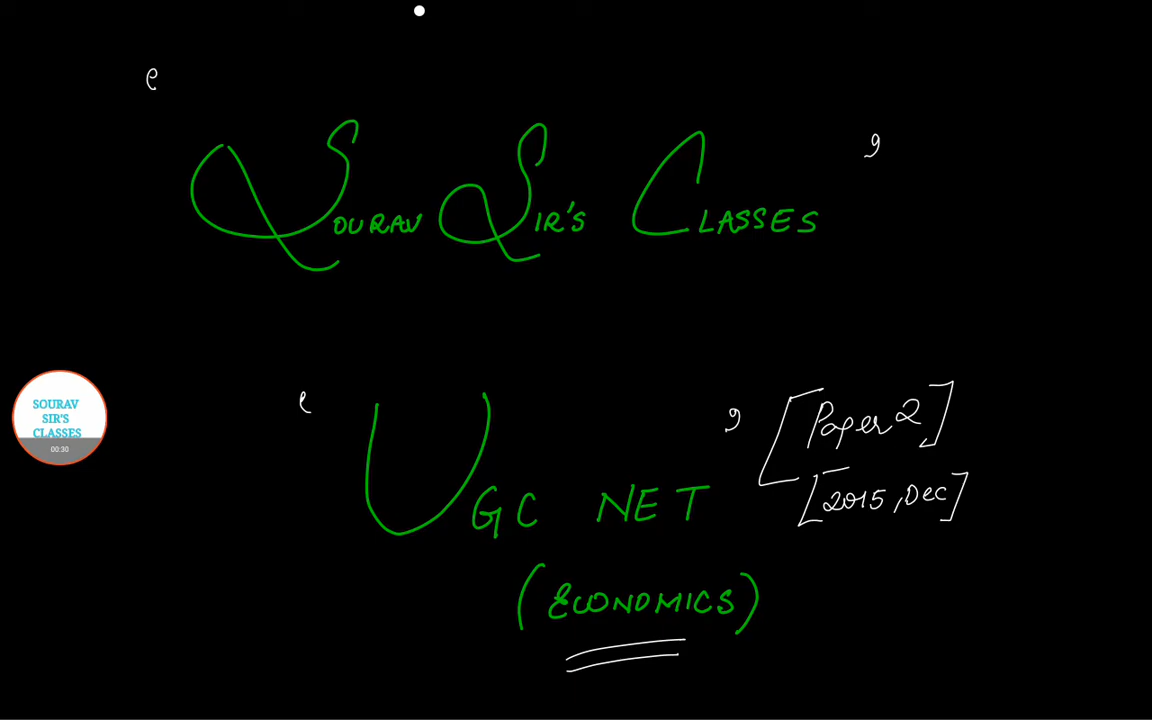 ‘ SOURAV SIR'S CLASSES ’
‘ UGC NET ’ [Paper 2]
[2015, Dec]
(ECONOMICS)
SOURAV
SIR'S
CLASSES
00:30